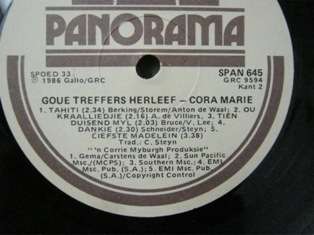 PANORAMA
SPOED 33
℗ 1986 Gallo/GRC
SPAN 645
GRC 9594
Kant 2
GOUE TREFFERS HERLEEF – CORA MARIE
1. TAHITI (2.34) Berking/Storem/Anton de Waal; 2. OU
KRAALLIEDJIE (2.16) A. de Villiers; 3. TIEN
DUISEND MYL (2.03) Bruce/V. Lee; 4.
DANKIE (2.30) Schneider/Steyn; 5.
LIEFSTE MADELEIN (3.38)
Trad.; C. Steyn
"'n Corrie Myburgh Produksie"
1. Gema/Carstens de Waal; 2. Sun Pacific
Msc./(MCPS); 3. Southern Msc.; 4. EMI
Msc. Pub. (S.A.); 5. EMI Msc. Pub.
(S.A.)/Copyright Control